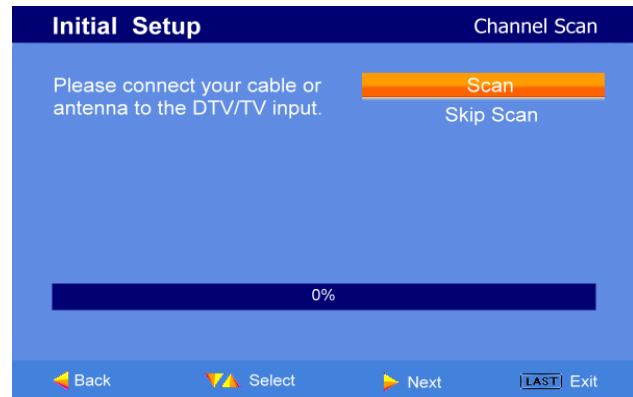 Initial Setup Channel Scan
Please connect your cable or
antenna to the DTV/TV input.
Scan
Skip Scan
0%
Back Select Next LAST Exit